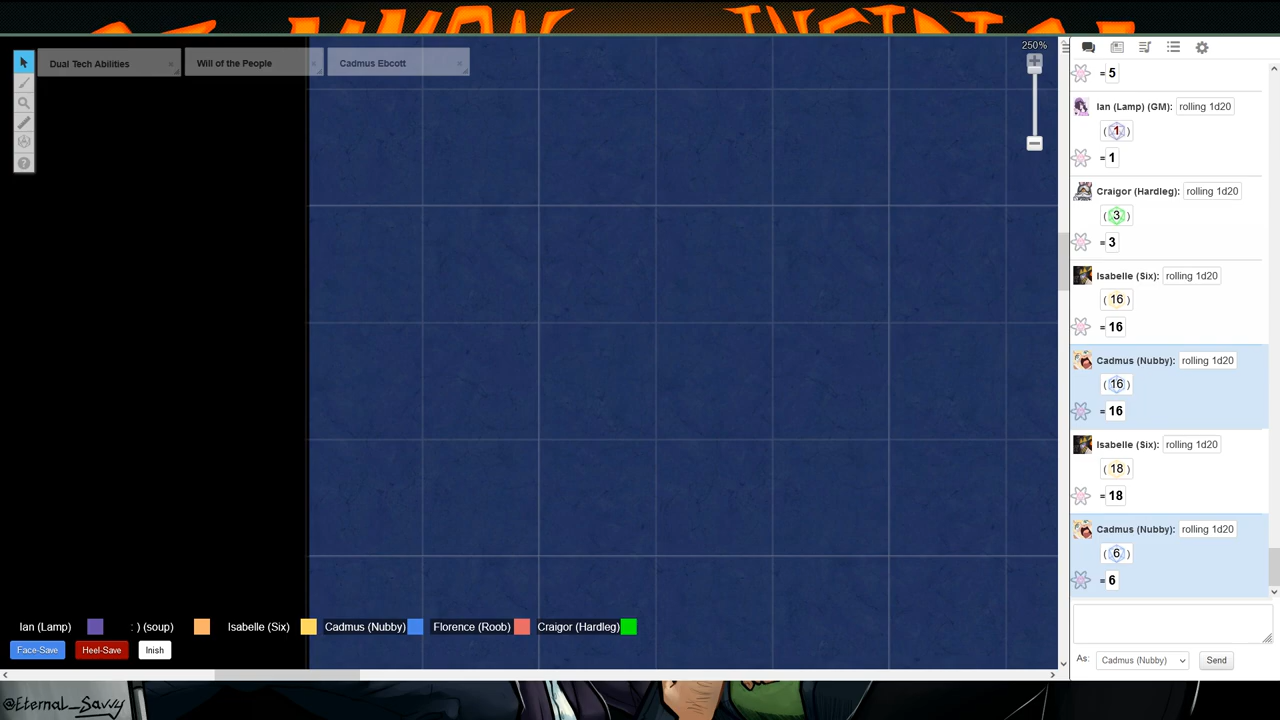 250%
Dual Tech Abilities
Will of the People
Cadmus Ebcott
= 5
Ian (Lamp) (GM): rolling 1d20
( 1 )
= 1
Craigor (Hardleg): rolling 1d20
( 3 )
= 3
Isabelle (Six): rolling 1d20
( 16 )
= 16
Cadmus (Nubby): rolling 1d20
( 16 )
= 16
Isabelle (Six): rolling 1d20
( 18 )
= 18
Cadmus (Nubby): rolling 1d20
( 6 )
= 6
Ian (Lamp)
: ) (soup)
Isabelle (Six)
Cadmus (Nubby)
Florence (Roob)
Craigor (Hardleg)
Face-Save
Heel-Save
Inish
As: Cadmus (Nubby)
Send
@Eternal_Savvy